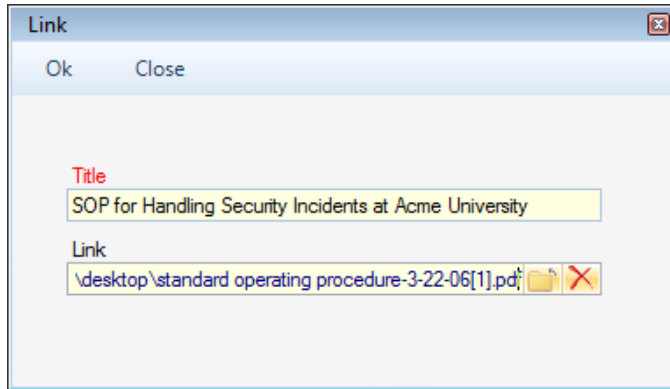 Link
Ok Close
Title
SOP for Handling Security Incidents at Acme University
Link
\desktop\standard operating procedure-3-22-06[1].pd